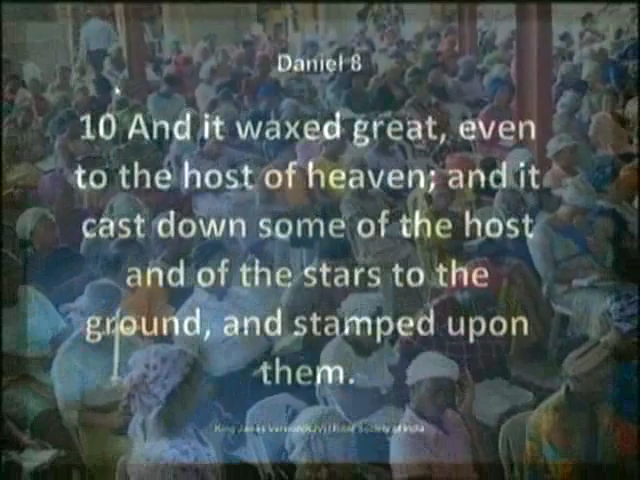 Daniel 8
10 And it waxed great, even
to the host of heaven; and it
cast down some of the host
and of the stars to the
ground, and stamped upon
them.
King James Version(KJV) Bible Society of India